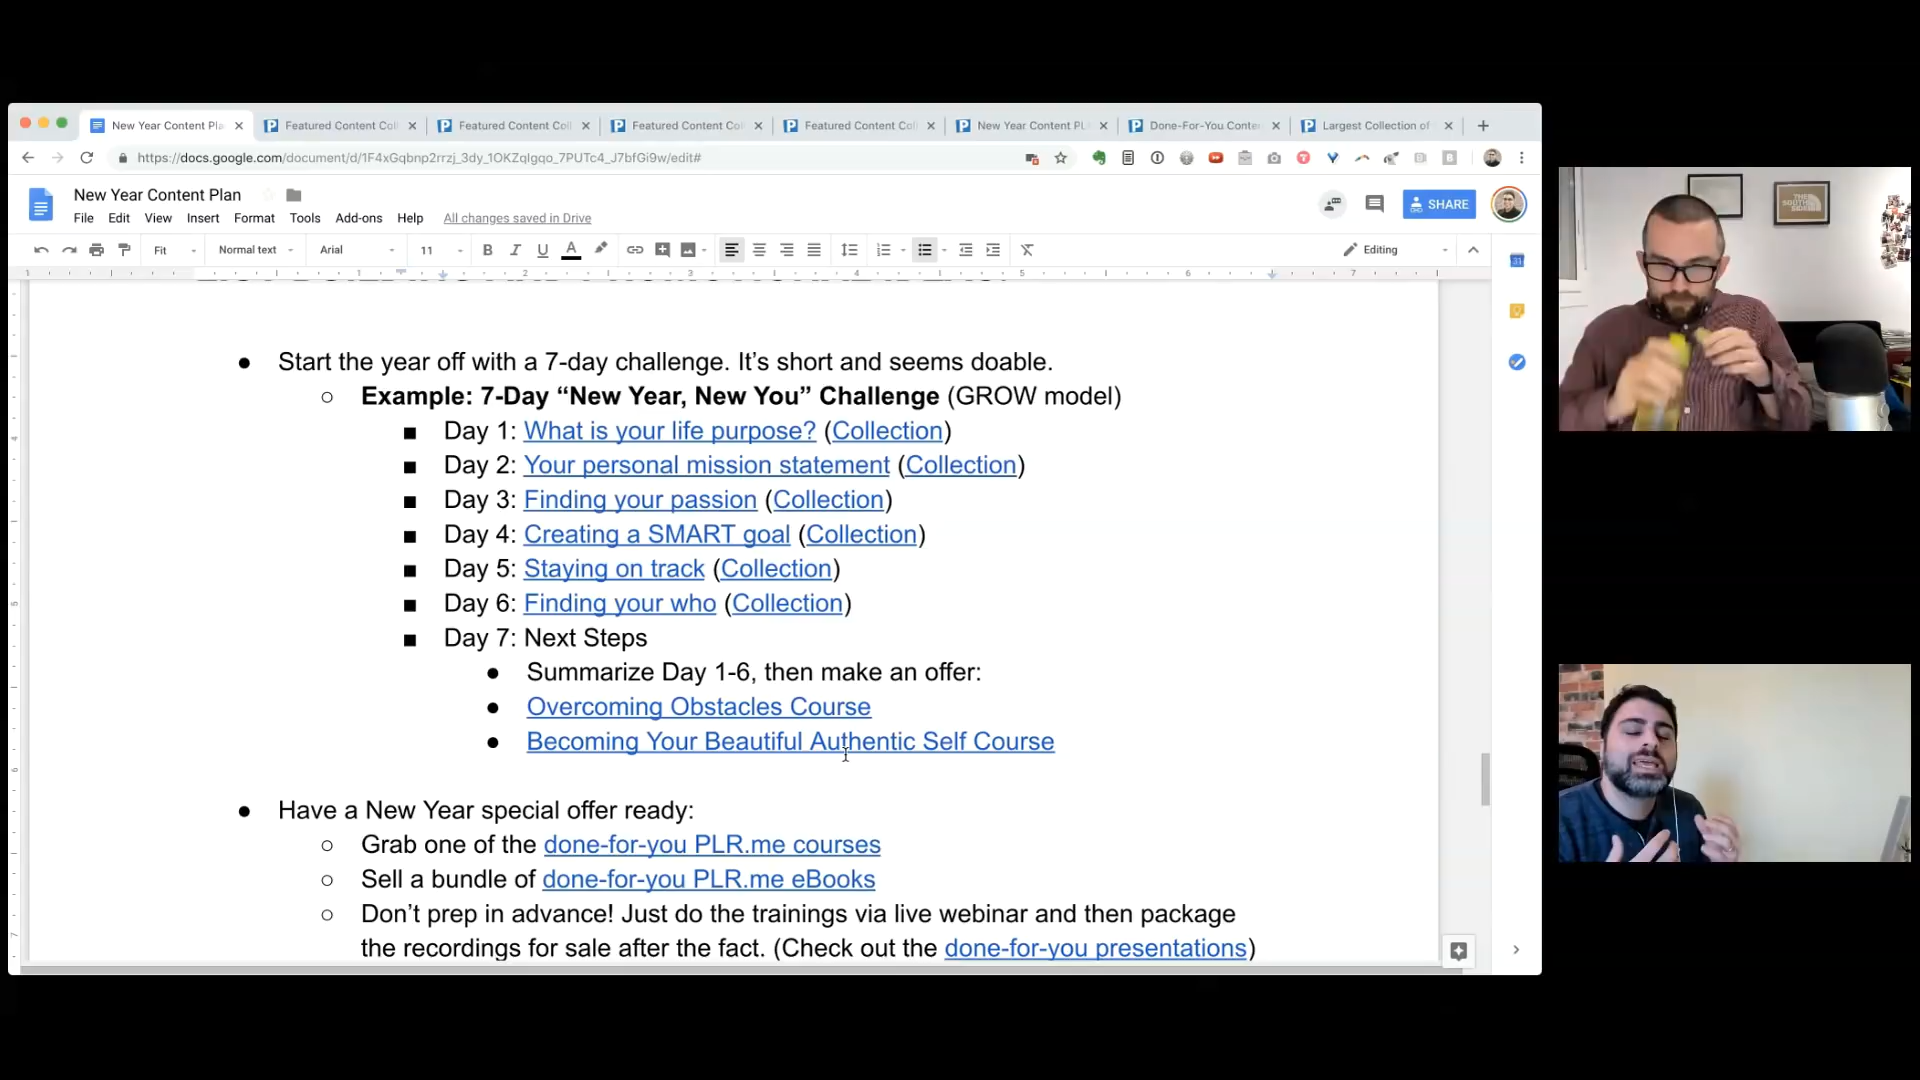 New Year Content Pla
Featured Content Coll
Featured Content Coll
Featured Content Coll
Featured Content Coll
New Year Content PL
Done-For-You Conten
Largest Collection of
https://docs.google.com/document/d/1F4xGqbnp2rrzj_3dy_1OKZqIgqo_7PUTc4_J7bfGi9w/edit#
New Year Content Plan
File Edit View Insert Format Tools Add-ons Help All changes saved in Drive
SHARE
Fit Normal text Arial 11 Editing
● Start the year off with a 7-day challenge. It’s short and seems doable.
○ Example: 7-Day “New Year, New You” Challenge (GROW model)
■ Day 1: What is your life purpose? (Collection)
■ Day 2: Your personal mission statement (Collection)
■ Day 3: Finding your passion (Collection)
■ Day 4: Creating a SMART goal (Collection)
■ Day 5: Staying on track (Collection)
■ Day 6: Finding your who (Collection)
■ Day 7: Next Steps
● Summarize Day 1-6, then make an offer:
● Overcoming Obstacles Course
● Becoming Your Beautiful Authentic Self Course
● Have a New Year special offer ready:
○ Grab one of the done-for-you PLR.me courses
○ Sell a bundle of done-for-you PLR.me eBooks
○ Don’t prep in advance! Just do the trainings via live webinar and then package
the recordings for sale after the fact. (Check out the done-for-you presentations)
THE
SOUTH
SIDE